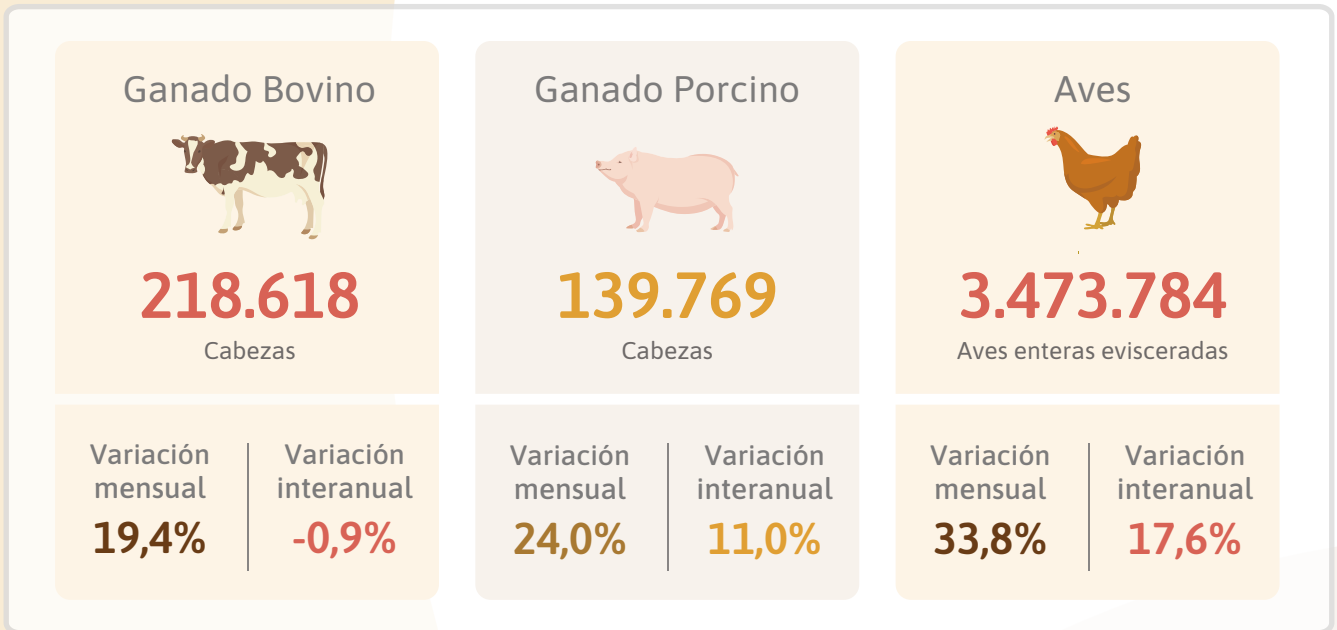 Ganado Bovino
218.618
Cabezas
Variación
mensual
19,4%
Variación
interanual
-0,9%
Ganado Porcino
139.769
Cabezas
Variación
mensual
24,0%
Variación
interanual
11,0%
Aves
3.473.784
Aves enteras evisceradas
Variación
mensual
33,8%
Variación
interanual
17,6%